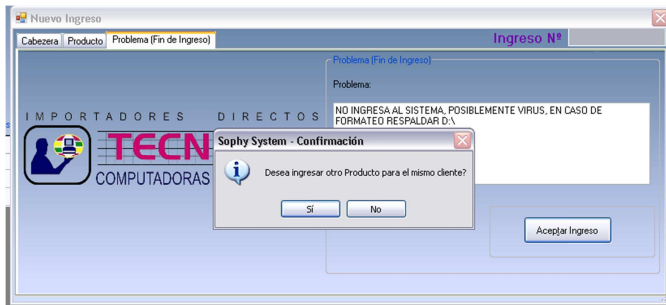 Nuevo Ingreso
Cabezera Producto Problema (Fin de Ingreso)
Ingreso Nº
Problema (Fin de Ingreso)
Problema:
NO INGRESA AL SISTEMA, POSIBLEMENTE VIRUS, EN CASO DE
FORMATEO RESPALDAR D:\
IMPORTADORES DIRECTOS
TECN
COMPUTADORAS
Sophy System - Confirmación
Desea ingresar otro Producto para el mismo cliente?
Sí No
Aceptar Ingreso